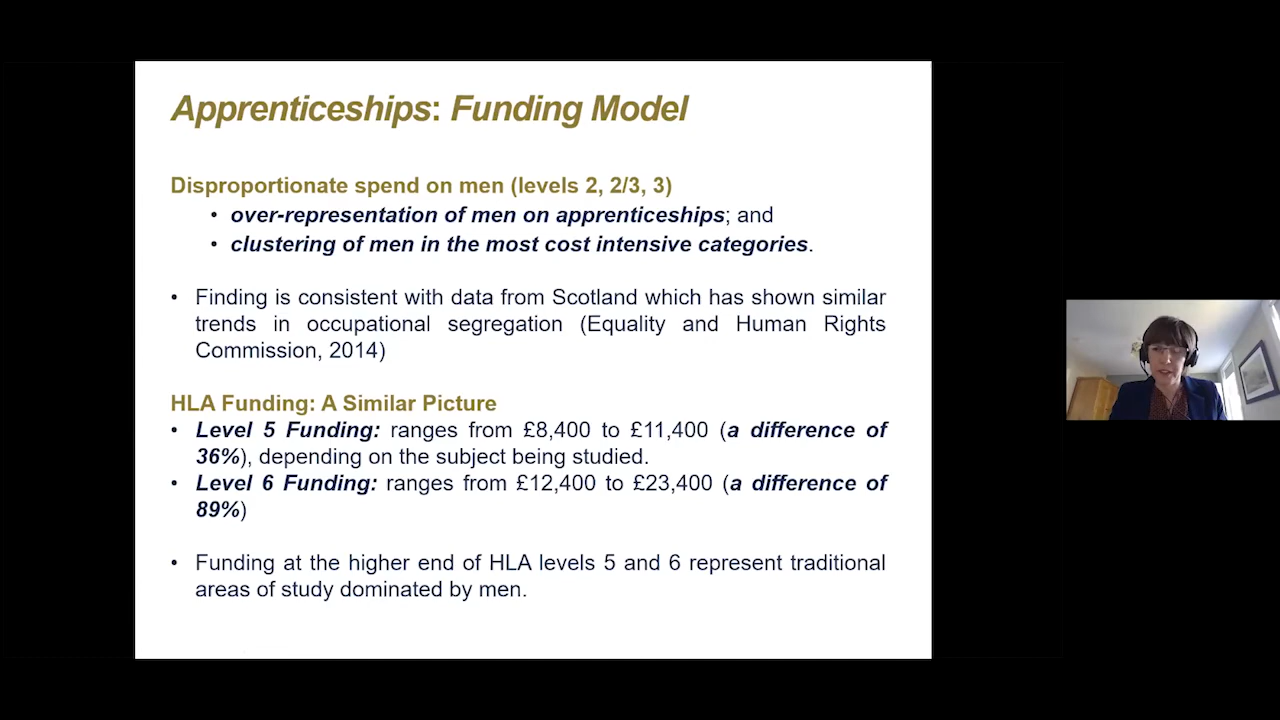 Apprenticeships: Funding Model
Disproportionate spend on men (levels 2, 2/3, 3)
• over-representation of men on apprenticeships; and
• clustering of men in the most cost intensive categories.
• Finding is consistent with data from Scotland which has shown similar
trends in occupational segregation (Equality and Human Rights
Commission, 2014)
HLA Funding: A Similar Picture
• Level 5 Funding: ranges from £8,400 to £11,400 (a difference of
36%), depending on the subject being studied.
• Level 6 Funding: ranges from £12,400 to £23,400 (a difference of
89%)
• Funding at the higher end of HLA levels 5 and 6 represent traditional
areas of study dominated by men.